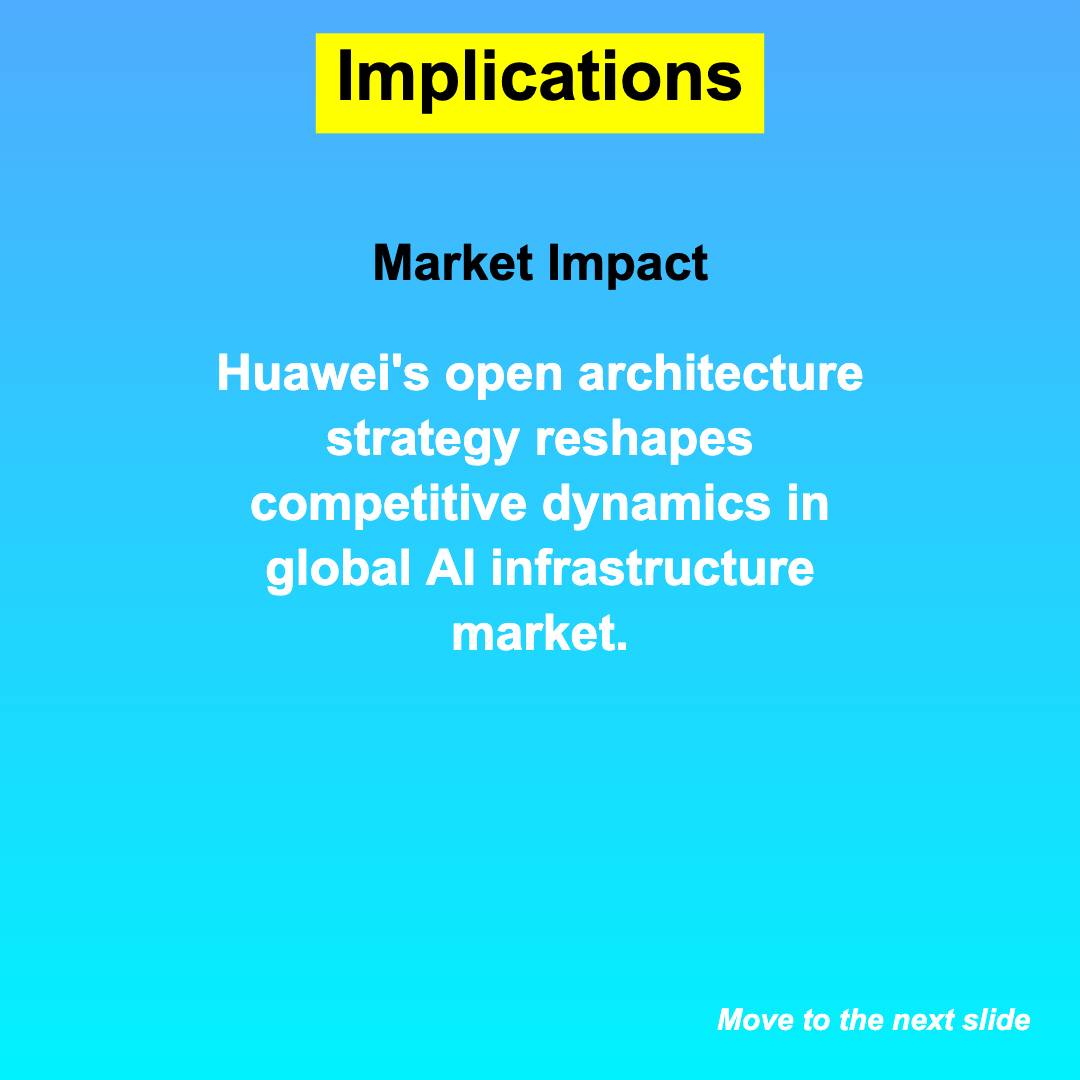 Implications
Market Impact
Huawei's open architecture
strategy reshapes
competitive dynamics in
global AI infrastructure
market.
Move to the next slide